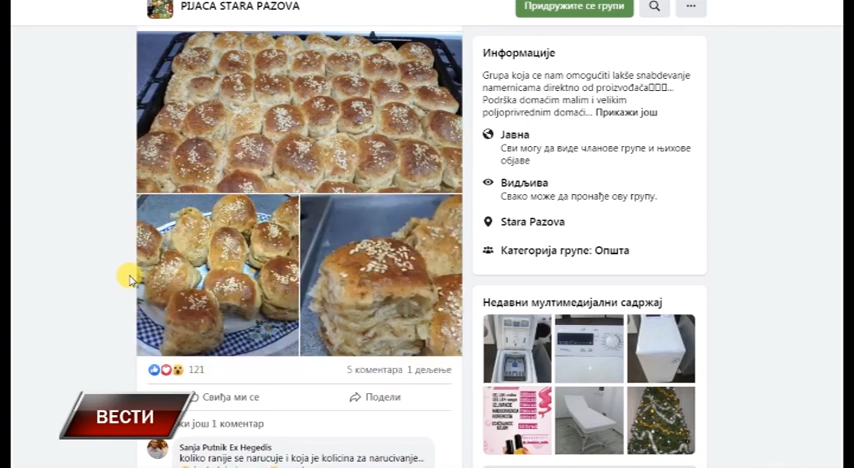 PIJACA STARA PAZOVA
Придружите се групи
Информације
Grupa koja ce nam omogućiti lakše snabdevanje
namernicama direktno od proizvođača▯▯▯...
Podrška domaćim malim i velikim
poljoprivrednim domaći... Прикажи још
Јавна
Сви могу да виде чланове групе и њихове
објаве
Видљива
Свако може да пронађе ову групу.
Stara Pazova
Категорија групе: Општа
Недавни мултимедијални садржај
121
5 коментара 1 дељење
Свиђа ми се
Подели
ки још 1 коментар
ВЕСТИ
Sanja Putnik Ex Hegedis
koliko ranije se narucuje i koja je kolicina za narucivanje...